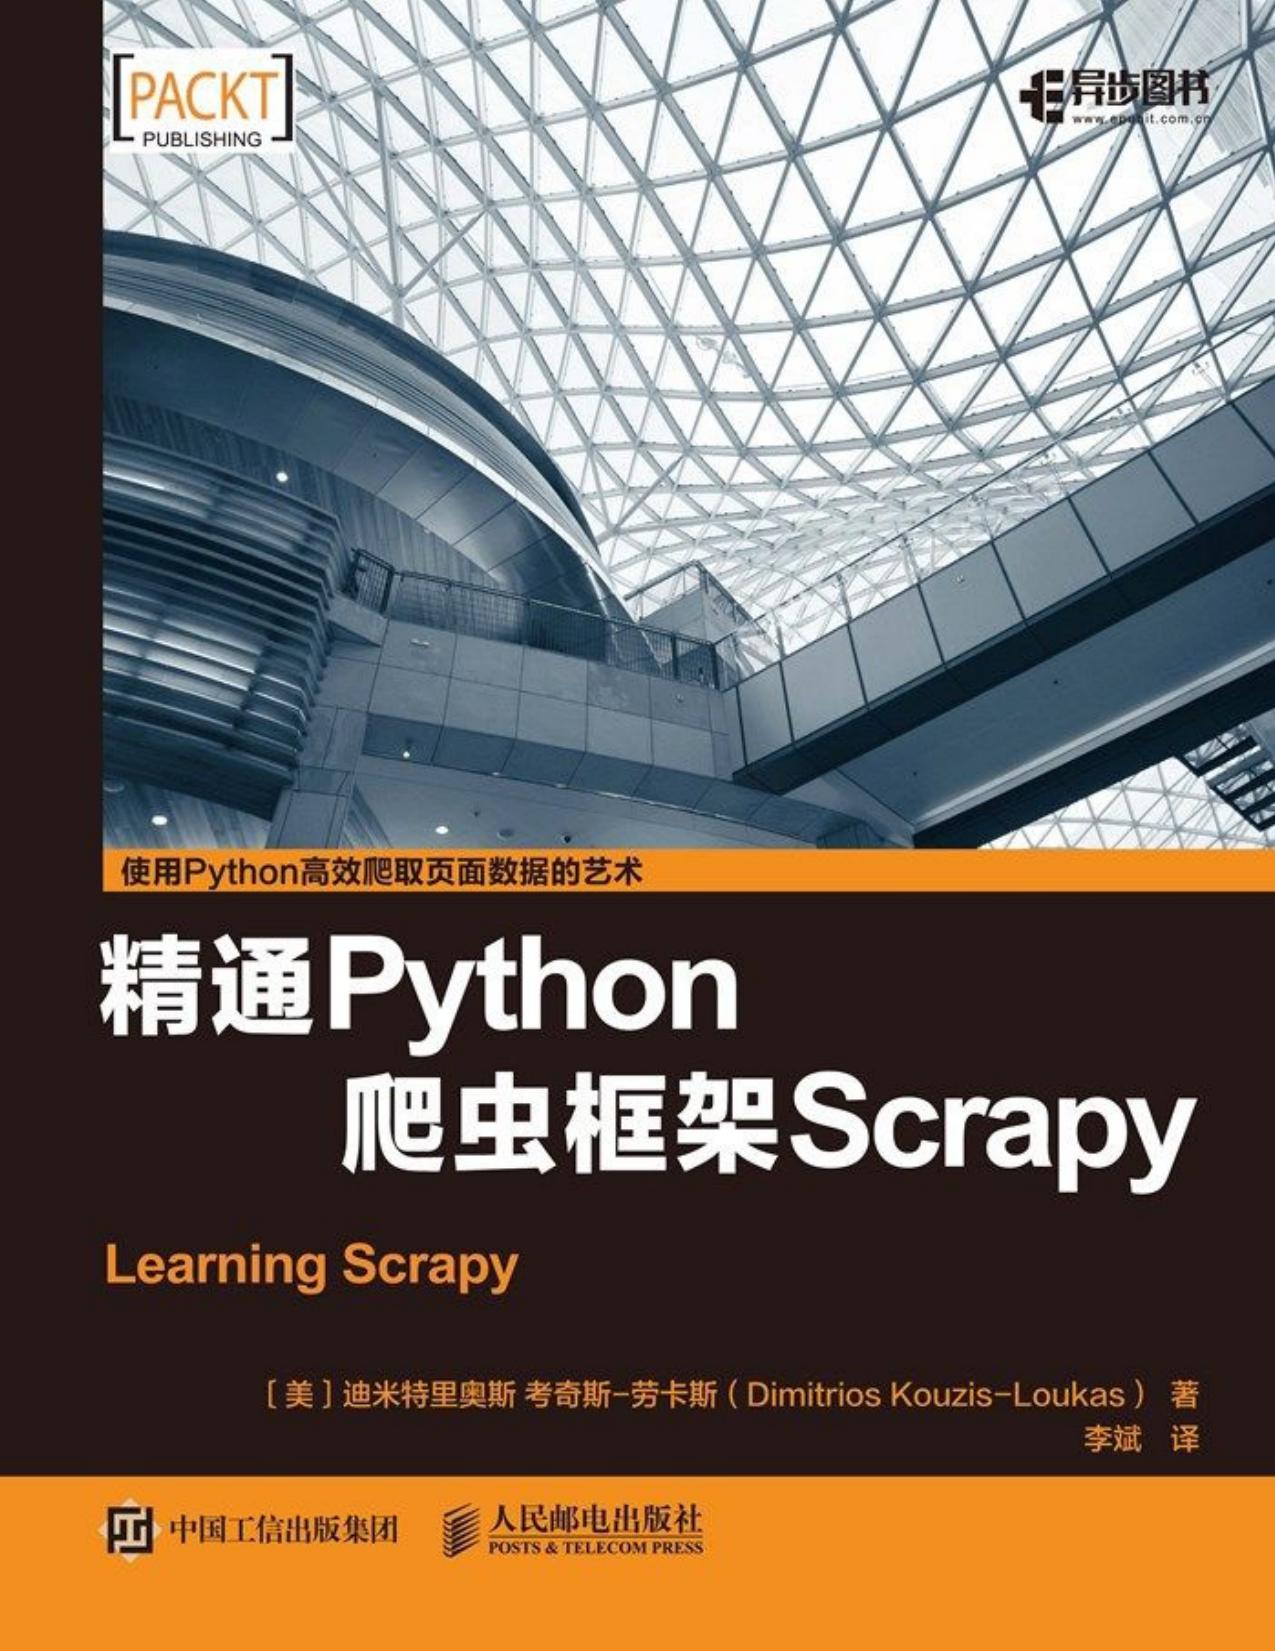 PACKT
PUBLISHING
异步图书
www.epubit.com.cn
使用Python高效爬取页面数据的艺术
精通Python
爬虫框架Scrapy
Learning Scrapy
［美］迪米特里奥斯 考奇斯-劳卡斯（Dimitrios Kouzis-Loukas） 著
李斌 译
中国工信出版集团
人民邮电出版社
POSTS & TELECOM PRESS